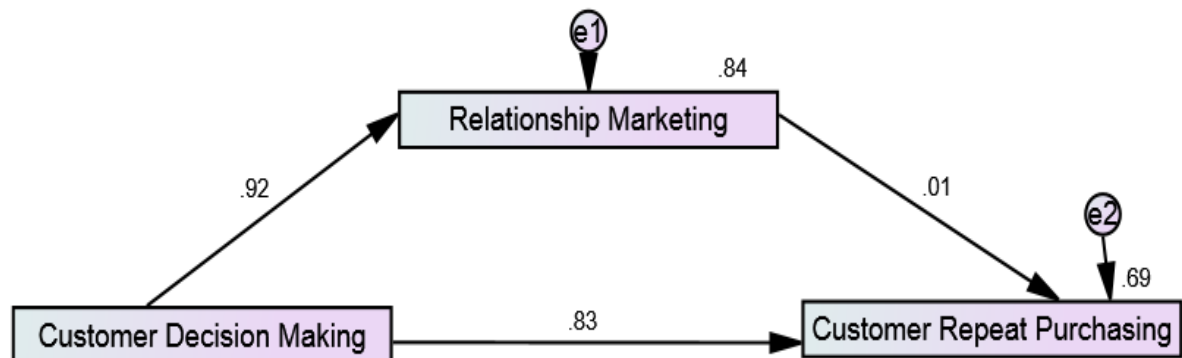 e1
.84
Relationship Marketing
.92
.01
e2
.69
Customer Decision Making
.83
Customer Repeat Purchasing